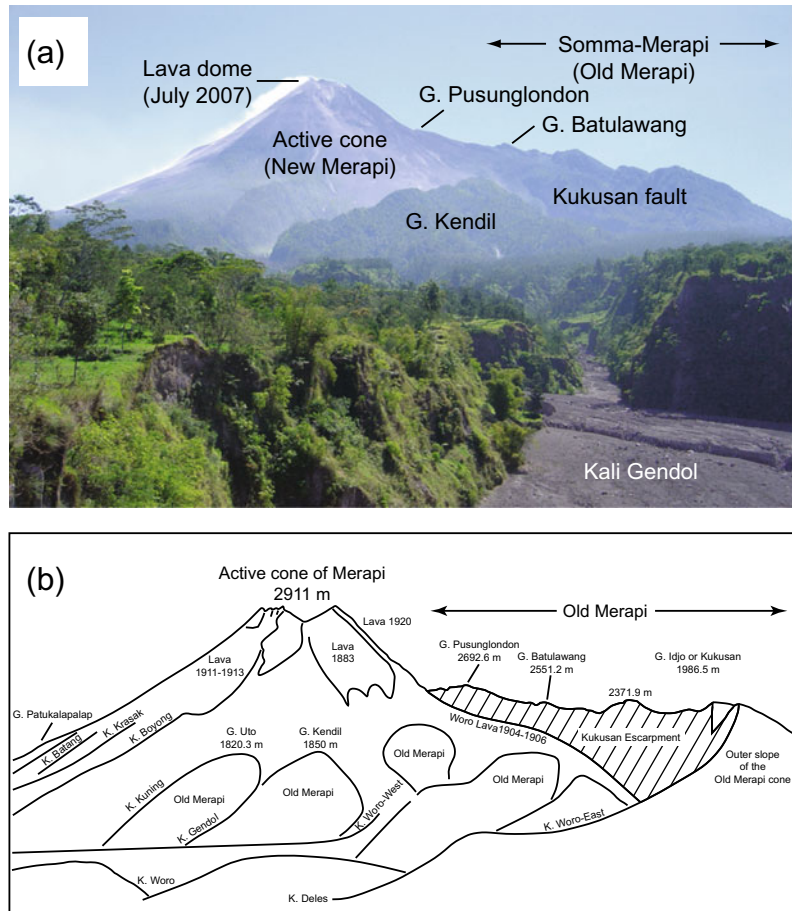 (a)
Somma-Merapi
(Old Merapi)
Lava dome
(July 2007)
G. Pusunglondon
G. Batulawang
Active cone
(New Merapi)
Kukusan fault
G. Kendil
Kali Gendol
(b)
Active cone of Merapi
2911 m
Old Merapi
Lava 1920
Lava
1911-1913
Lava
1883
G. Pusunglondon
2692.6 m
G. Batulawang
2551.2 m
G. Idjo or Kukusan
1986.5 m
2371.9 m
G. Patukalapalap
K. Batang
K. Krasak
K. Boyong
Woro Lava1904-1906
Kukusan Escarpment
Outer slope
of the
Old Merapi cone
G. Uto
1820.3 m
G. Kendil
1850 m
Old Merapi
Old Merapi
K. Kuning
Old Merapi
Old Merapi
K. Gendol
K. Woro-West
K. Woro-East
K. Woro
K. Deles